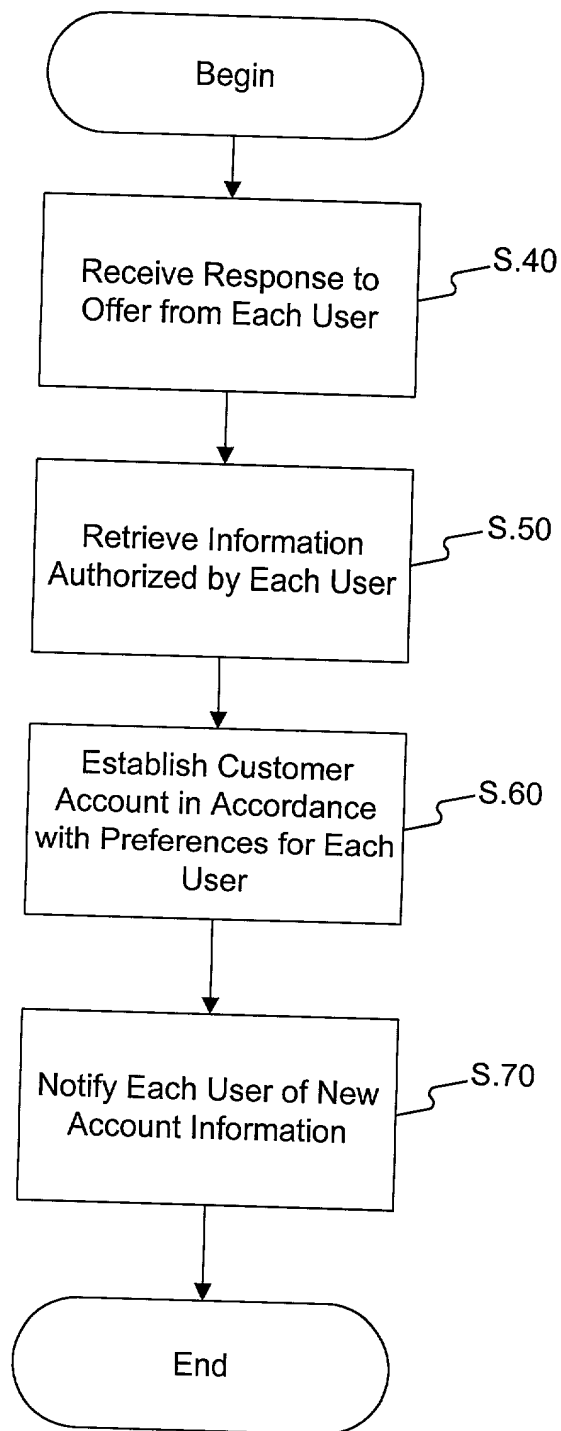 Begin
Receive Response to
Offer from Each User
S.40
Retrieve Information
Authorized by Each User
S.50
Establish Customer
Account in Accordance
with Preferences for Each
User
S.60
Notify Each User of New
Account Information
S.70
End